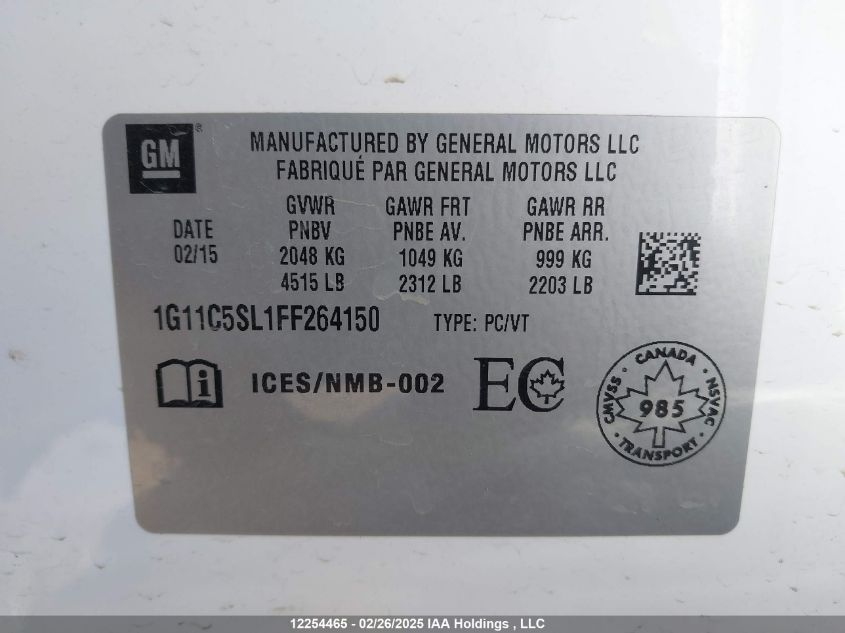 GM®
MANUFACTURED BY GENERAL MOTORS LLC
FABRIQUÉ PAR GENERAL MOTORS LLC
DATE
02/15
GVWR
PNBV
2048 KG
4515 LB
GAWR FRT
PNBE AV.
1049 KG
2312 LB
GAWR RR
PNBE ARR.
999 KG
2203 LB
1G11C5SL1FF264150 TYPE: PC/VT
i ICES/NMB-002 EC
CANADA
CMVSS 985 NSVAC
TRANSPORT
12254465 - 02/26/2025 IAA Holdings , LLC